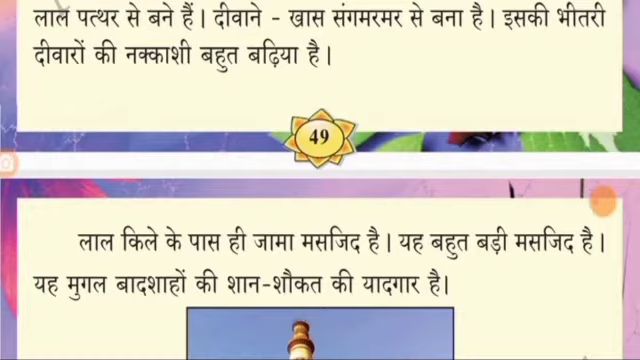 लाल पत्थर से बने हैं। दीवाने - खास संगमरमर से बना है। इसकी भीतरी
दीवारों की नक्काशी बहुत बढ़िया है।
49
लाल किले के पास ही जामा मसजिद है। यह बहुत बड़ी मसजिद है।
यह मुगल बादशाहों की शान-शौकत की यादगार है।